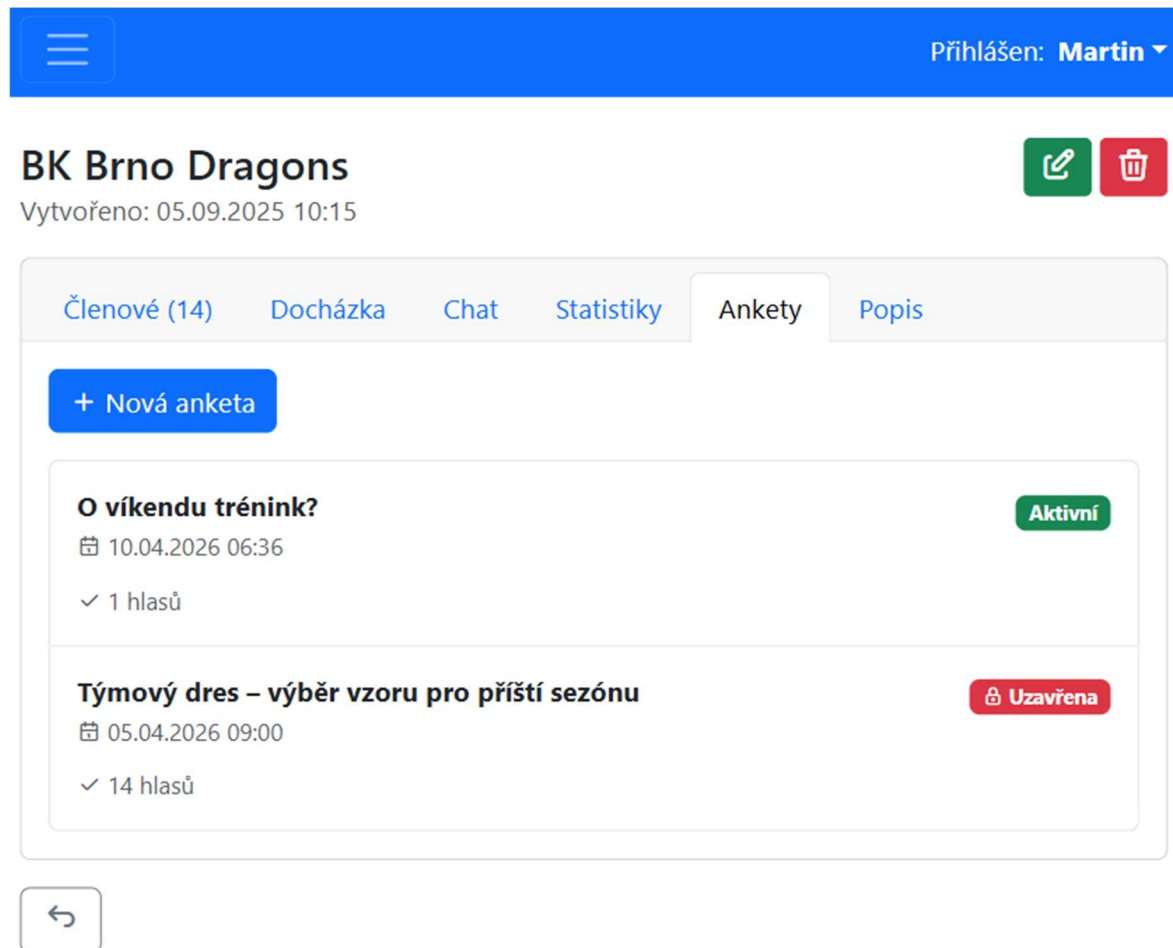 Přihlášen: Martin
BK Brno Dragons
Vytvořeno: 05.09.2025 10:15
Členové (14) Docházka Chat Statistiky Ankety Popis
+ Nová anketa
O víkendu trénink? Aktivní
10.04.2026 06:36
1 hlasů
Týmový dres – výběr vzoru pro příští sezónu Uzavřena
05.04.2026 09:00
14 hlasů